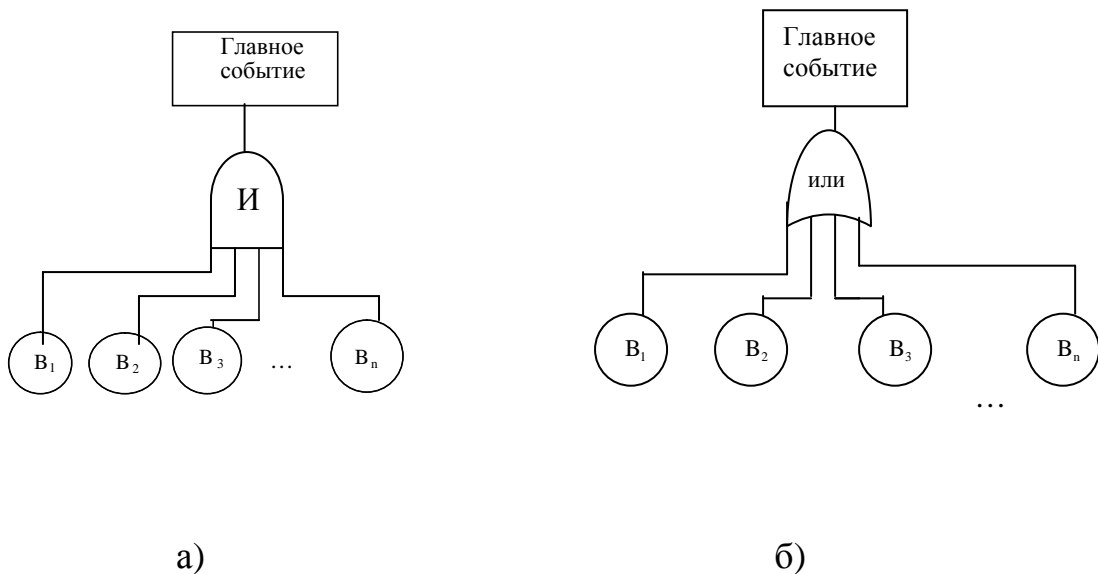 Главное
событие
И
B1
B2
B3
...
Bn
а)
Главное
событие
или
B1
B2
B3
Bn
...
б)